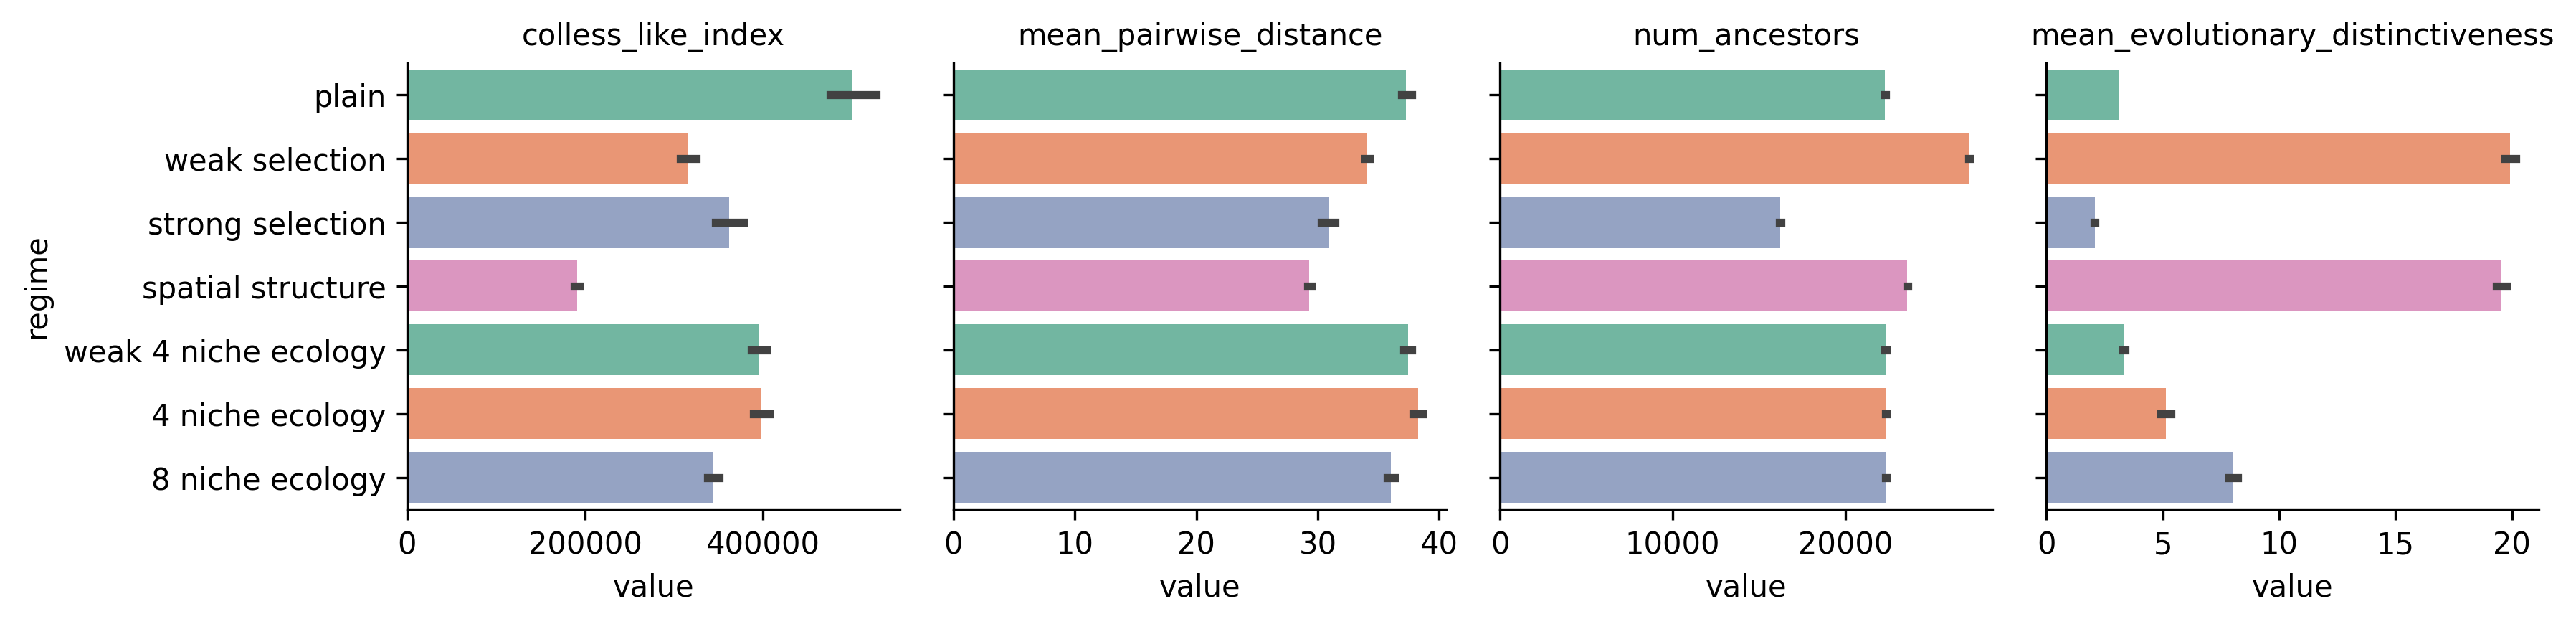 colless_like_index
mean_pairwise_distance
num_ancestors
mean_evolutionary_distinctiveness
regime
plain
weak selection
strong selection
spatial structure
weak 4 niche ecology
4 niche ecology
8 niche ecology
0 200000 400000
value
0 10 20 30 40
value
0 10000 20000
value
0 5 10 15 20
value